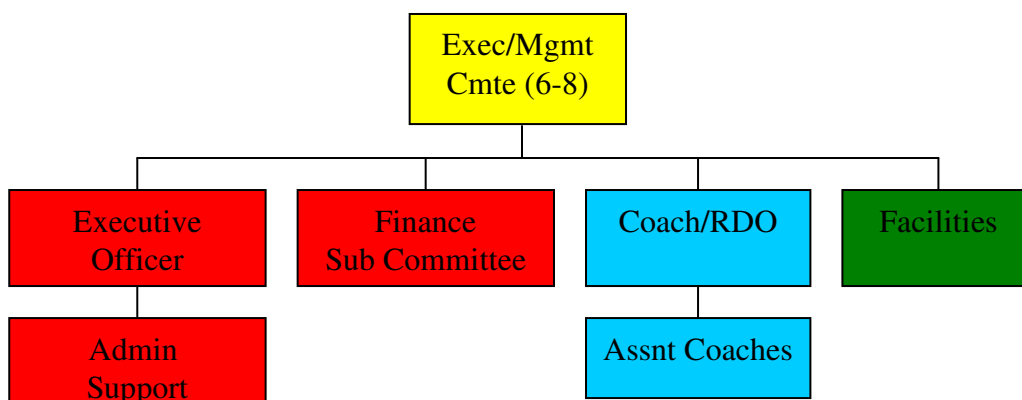 Exec/Mgmt
Cmte (6-8)
Executive
Officer
Finance
Sub Committee
Coach/RDO
Facilities
Admin
Support
Assnt Coaches